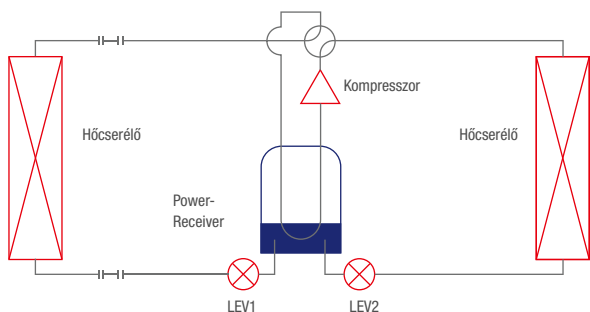 Kompresszor
Hőcserélő
Hőcserélő
Power-
Receiver
LEV1
LEV2